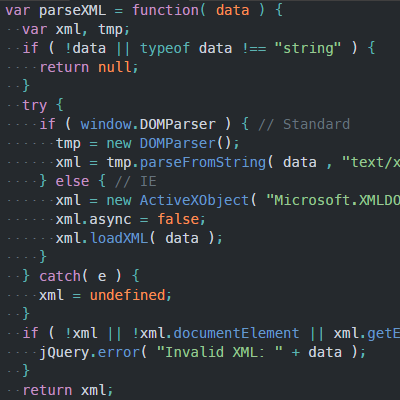 var parseXML = function( data ) {
var xml, tmp;
if ( !data || typeof data !== "string" ) {
return null;
}
try {
if ( window.DOMParser ) { // Standard
tmp = new DOMParser();
xml = tmp.parseFromString( data , "text/x
} else { // IE
xml = new ActiveXObject( "Microsoft.XMLDO
xml.async = false;
xml.loadXML( data );
}
} catch( e ) {
xml = undefined;
}
if ( !xml || !xml.documentElement || xml.getE
jQuery.error( "Invalid XML: " + data );
}
return xml;